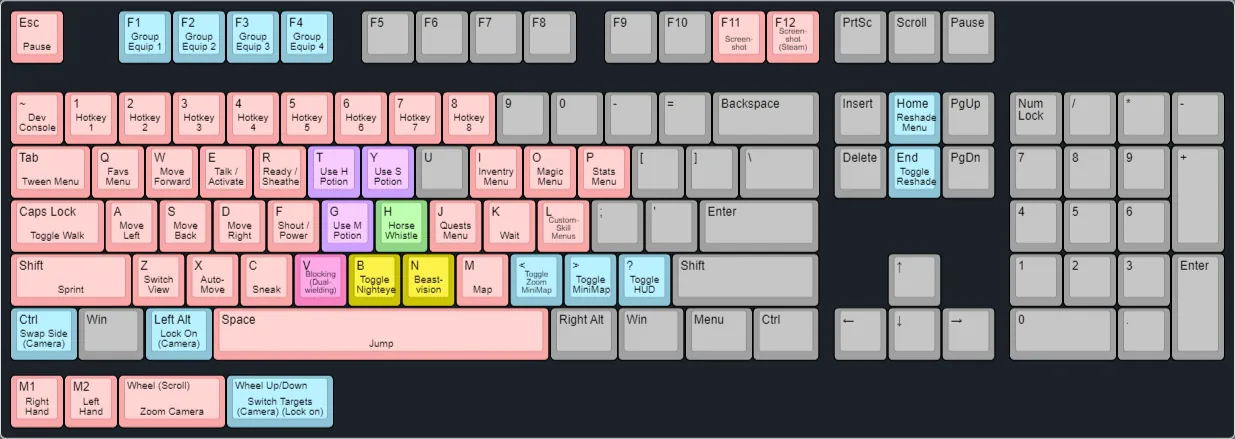 Esc
Pause
F1
Group
Equip 1
F2
Group
Equip 2
F3
Group
Equip 3
F4
Group
Equip 4
F5
F6
F7
F8
F9
F10
F11
Screen-
shot
F12
Screen-
shot
(Steam)
PrtSc
Scroll
Pause
~
Dev
Console
1
Hotkey
1
2
Hotkey
2
3
Hotkey
3
4
Hotkey
4
5
Hotkey
5
6
Hotkey
6
7
Hotkey
7
8
Hotkey
8
9
0
-
=
Backspace
Insert
Home
Reshade
Menu
PgUp
Num
Lock
/
*
-
Tab
Tween Menu
Q
Favs
Menu
W
Move
Forward
E
Talk /
Activate
R
Ready /
Sheathe
T
Use H
Potion
Y
Use S
Potion
U
I
Inventry
Menu
O
Magic
Menu
P
Stats
Menu
[
]
\
Delete
End
Toggle
Reshade
PgDn
7
8
9
+
Caps Lock
Toggle Walk
A
Move
Left
S
Move
Back
D
Move
Right
F
Shout /
Power
G
Use M
Potion
H
Horse
Whistle
J
Quests
Menu
K
Wait
L
Custom-
Skill
Menus
;
'
Enter
4
5
6
Shift
Sprint
Z
Switch
View
X
Auto-
Move
C
Sneak
V
Blocking
(Dual-
wielding)
B
Toggle
Nighteye
N
Beast-
vision
M
Map
<
Toggle
Zoom
MiniMap
>
Toggle
MiniMap
?
Toggle
HUD
Shift
↑
1
2
3
Enter
Ctrl
Swap Side
(Camera)
Win
Left Alt
Lock On
(Camera)
Space
Jump
Right Alt
Win
Menu
Ctrl
←
↓
→
0
.
M1
Right
Hand
M2
Left
Hand
Wheel (Scroll)
Zoom Camera
Wheel Up/Down
Switch Targets
(Camera) (Lock on)